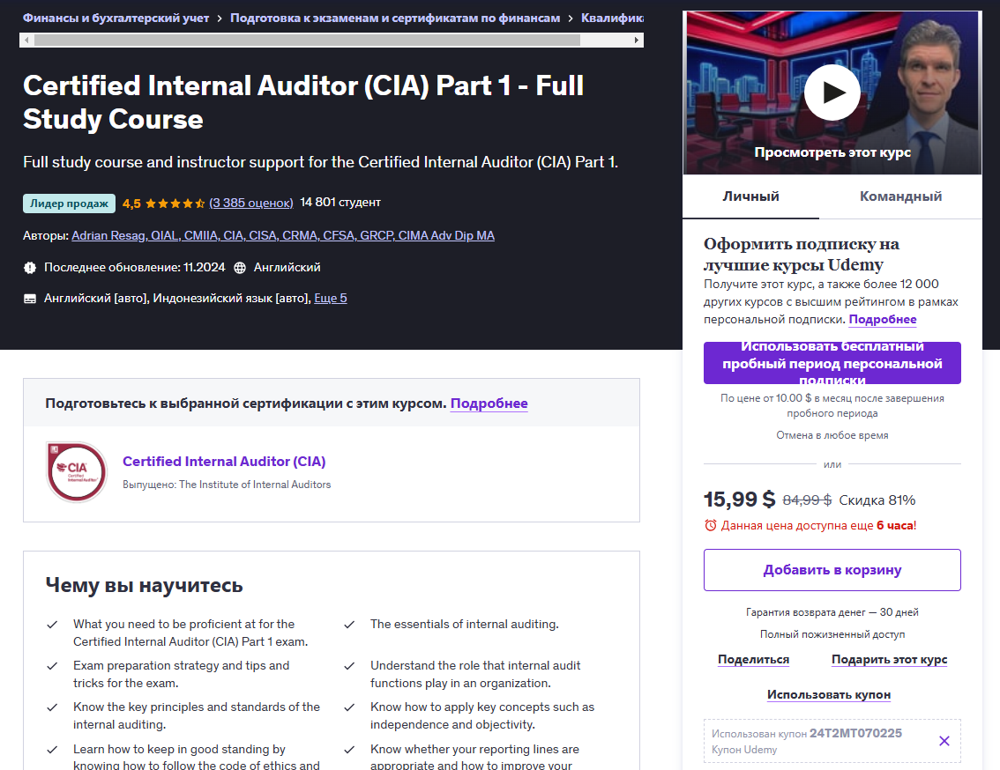 Финансы и бухгалтерский учет > Подготовка к экзаменам и сертификатам по финансам >
Certified Internal Auditor (CIA) Part 1 - Full
Study Course
Full study course and instructor support for the Certified Internal Auditor (CIA) Part 1.
Лидер продаж 4,5 (3 385 оценок) 14 801 студент
Авторы: Adrian Resag, QIAL, CMIIA, CIA, CISA, CRMA, CFSA, GRCP, CIMA Adv Dip MA
Последнее обновление: 11.2024 Английский
Английский [авто], Индонезийский язык [авто], Еще 5
Подготовьтесь к выбранной сертификации с этим курсом. Подробнее
CIA
Certified
Internal Auditor
Certified Internal Auditor (CIA)
Выпущено: The Institute of Internal Auditors
Чему вы научитесь
What you need to be proficient at for the
Certified Internal Auditor (CIA) Part 1 exam.
The essentials of internal auditing.
Exam preparation strategy and tips and
tricks for the exam.
Understand the role that internal audit
functions play in an organization.
Know the key principles and standards of the
internal auditing.
Know how to apply key concepts such as
independence and objectivity.
Learn how to keep in good standing by
knowing how to follow the code of ethics and
Know whether your reporting lines are
appropriate and how to improve your
Просмотреть этот курс
Личный Командный
Оформить подписку на
лучшие курсы Udemy
Получите этот курс, а также более 12 000
других курсов с высшим рейтингом в рамках
персональной подписки. Подробнее
Использовать бесплатный
пробный период персональной
подписки
По цене от 10.00 $ в месяц после завершения
пробного периода
Отмена в любое время
или
15,99 $ 84,99 $ Скидка 81%
Данная цена доступна еще 6 часа!
Добавить в корзину
Гарантия возврата денег — 30 дней
Полный пожизненный доступ
Поделиться Подарить этот курс
Использовать купон
Использован купон 24T2MT070225
Купон Udemy